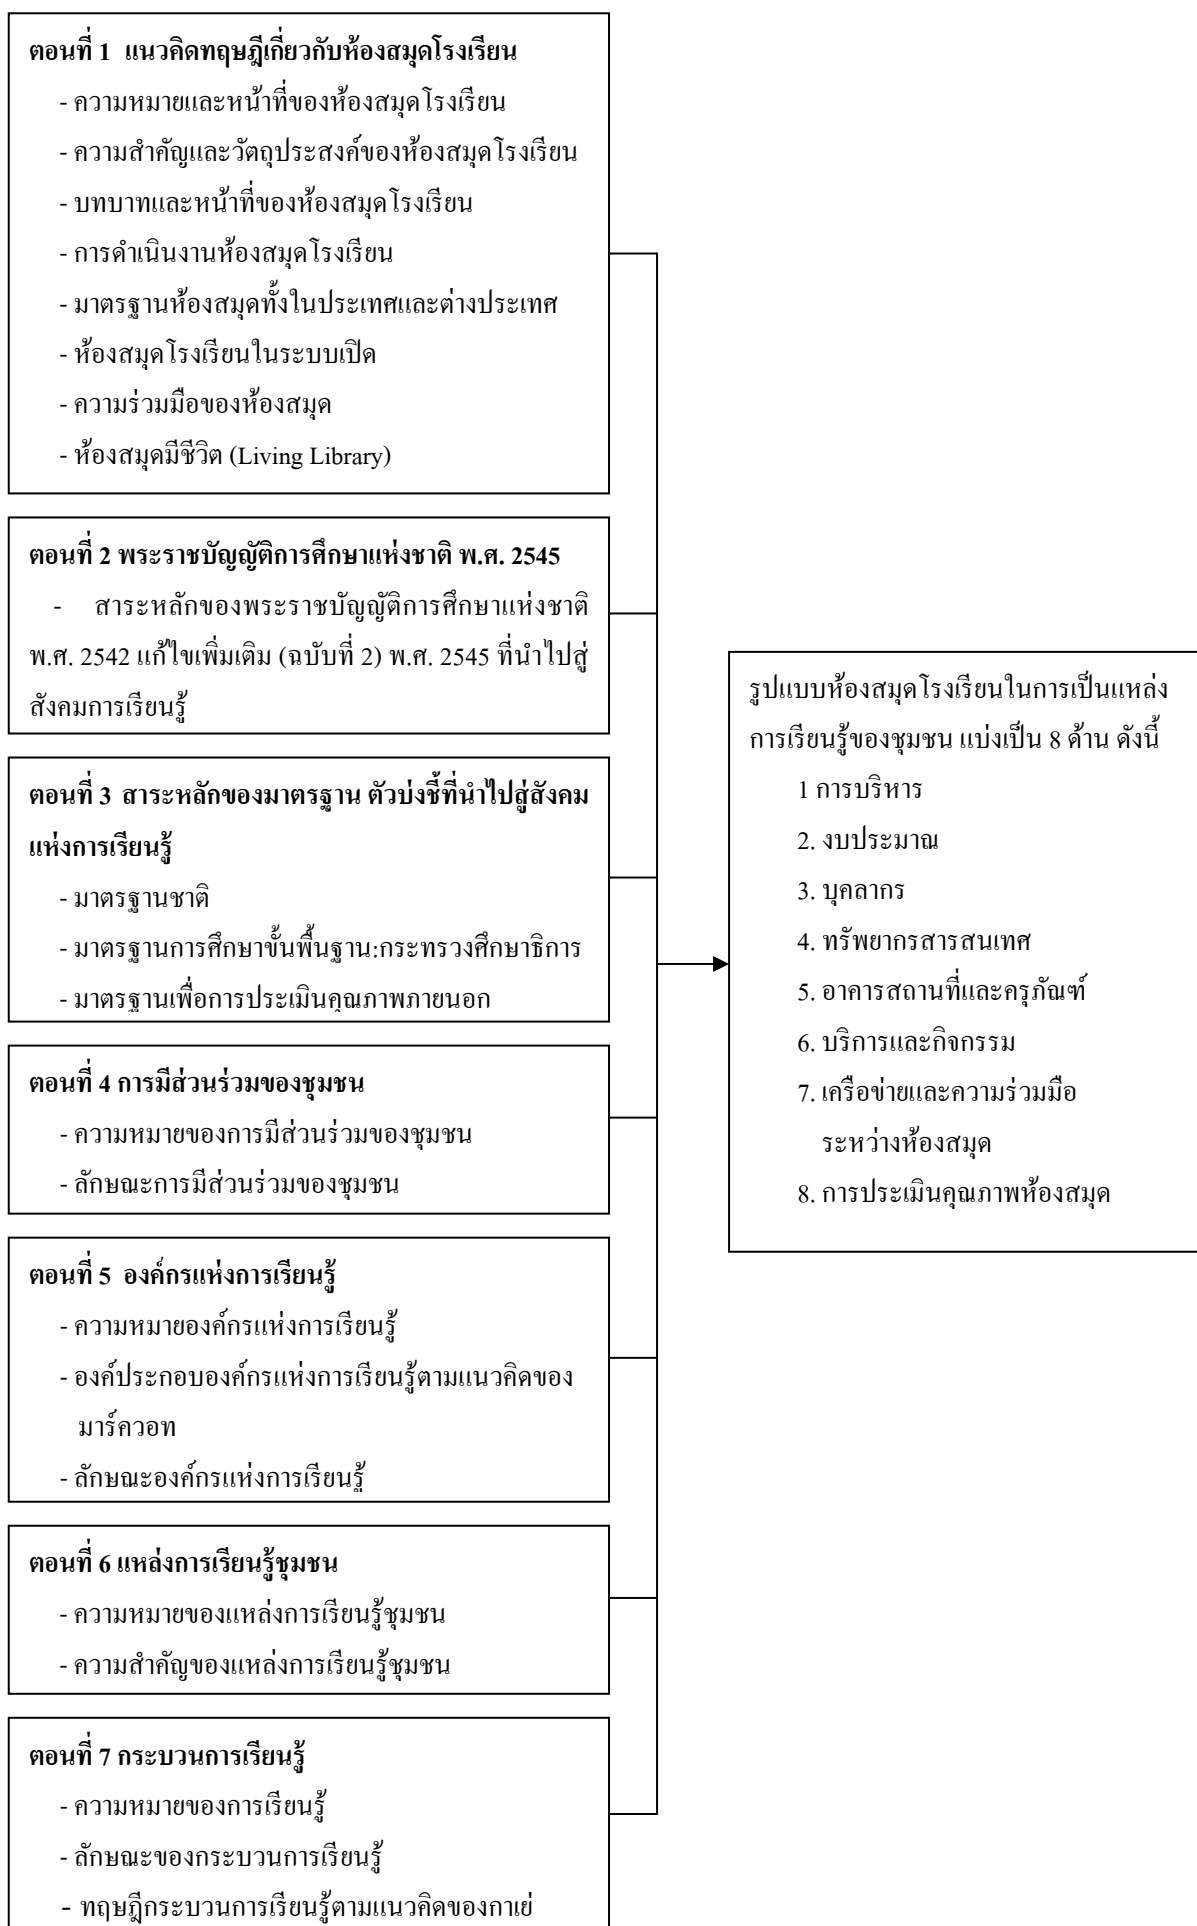 ตอนที่ 1 แนวคิดทฤษฎีเกี่ยวกับห้องสมุดโรงเรียน
- ความหมายและหน้าที่ของห้องสมุดโรงเรียน
- ความสำคัญและวัตถุประสงค์ของห้องสมุดโรงเรียน
- บทบาทและหน้าที่ของห้องสมุดโรงเรียน
- การดำเนินงานห้องสมุดโรงเรียน
- มาตรฐานห้องสมุดทั้งในประเทศและต่างประเทศ
- ห้องสมุดโรงเรียนในระบบเปิด
- ความร่วมมือของห้องสมุด
- ห้องสมุดมีชีวิต (Living Library)
ตอนที่ 2 พระราชบัญญัติการศึกษาแห่งชาติ พ.ศ. 2545
- สาระหลักของพระราชบัญญัติการศึกษาแห่งชาติ
พ.ศ. 2542 แก้ไขเพิ่มเติม (ฉบับที่ 2) พ.ศ. 2545 ที่นำไปสู่
สังคมการเรียนรู้
ตอนที่ 3 สาระหลักของมาตรฐาน ตัวบ่งชี้ที่นำไปสู่สังคม
แห่งการเรียนรู้
- มาตรฐานชาติ
- มาตรฐานการศึกษาขั้นพื้นฐาน:กระทรวงศึกษาธิการ
- มาตรฐานเพื่อการประเมินคุณภาพภายนอก
ตอนที่ 4 การมีส่วนร่วมของชุมชน
- ความหมายของการมีส่วนร่วมของชุมชน
- ลักษณะการมีส่วนร่วมของชุมชน
ตอนที่ 5 องค์กรแห่งการเรียนรู้
- ความหมายองค์กรแห่งการเรียนรู้
- องค์ประกอบองค์กรแห่งการเรียนรู้ตามแนวคิดของ
มาร์ควอท
- ลักษณะองค์กรแห่งการเรียนรู้
ตอนที่ 6 แหล่งการเรียนรู้ชุมชน
- ความหมายของแหล่งการเรียนรู้ชุมชน
- ความสำคัญของแหล่งการเรียนรู้ชุมชน
ตอนที่ 7 กระบวนการเรียนรู้
- ความหมายของการเรียนรู้
- ลักษณะของกระบวนการเรียนรู้
- ทฤษฎีกระบวนการเรียนรู้ตามแนวคิดของกาเย่
รูปแบบห้องสมุดโรงเรียนในการเป็นแหล่ง
การเรียนรู้ของชุมชน แบ่งเป็น 8 ด้าน ดังนี้
1 การบริหาร
2. งบประมาณ
3. บุคลากร
4. ทรัพยากรสารสนเทศ
5. อาคารสถานที่และครุภัณฑ์
6. บริการและกิจกรรม
7. เครือข่ายและความร่วมมือ
ระหว่างห้องสมุด
8. การประเมินคุณภาพห้องสมุด